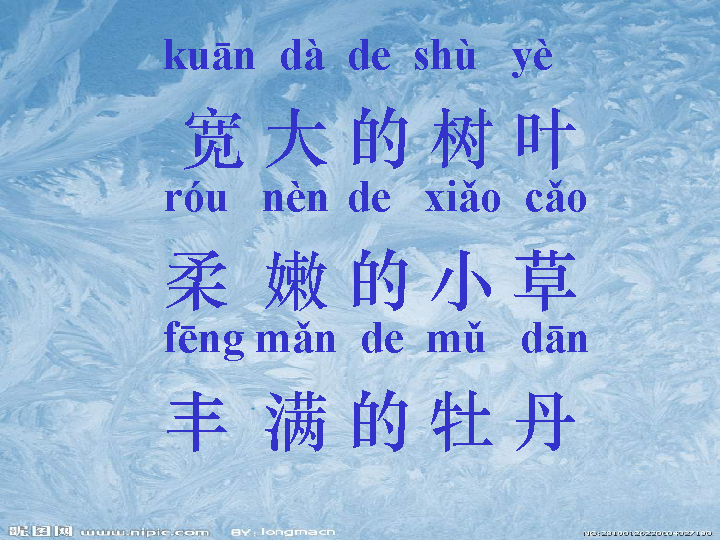 kuān dà de shù yè
宽大的树叶
róu nèn de xiǎo cǎo
柔嫩的小草
fēng mǎn de mǔ dān
丰满的牡丹
昵图网 www.nipic.com BY: longmacn